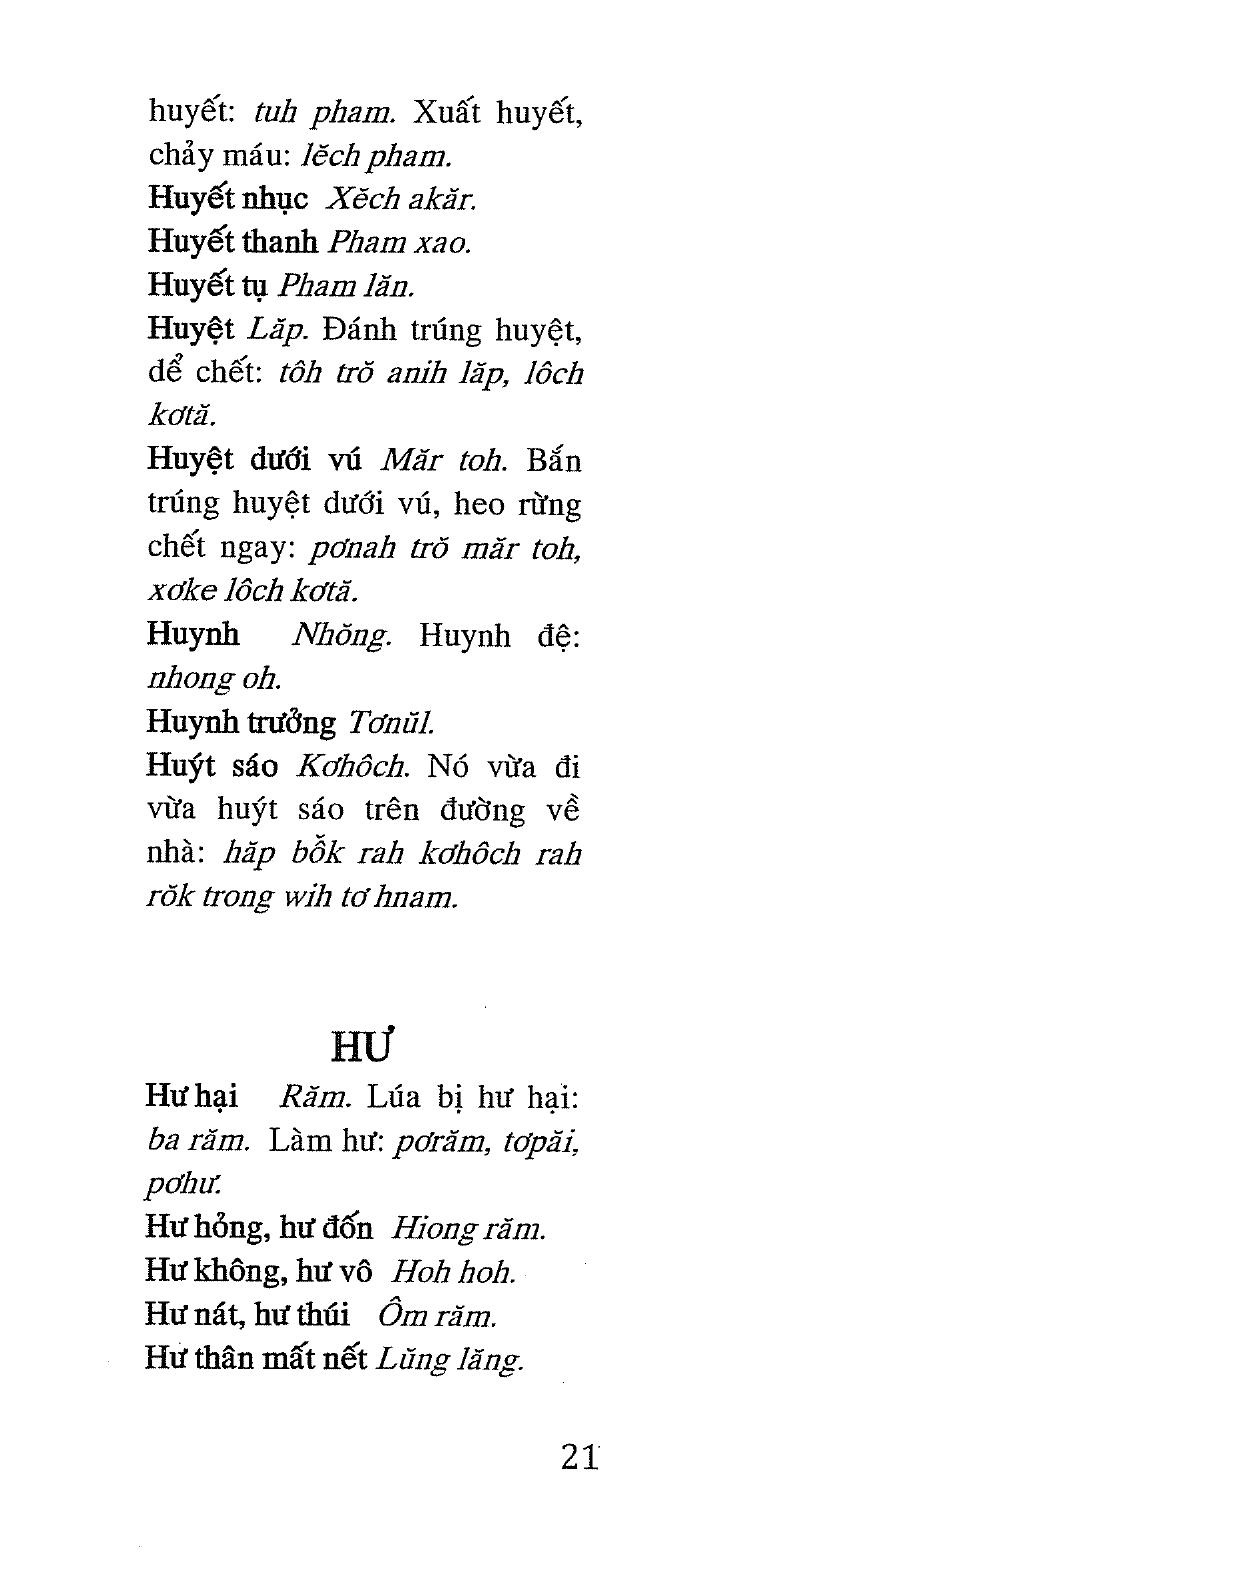 huyết: tuh pham. Xuất huyết,
chảy máu: lĕch pham.
Huyết nhục Xĕch akăr.
Huyết thanh Pham xao.
Huyết tụ Pham lăn.
Huyệt Lăp. Đánh trúng huyệt,
dể chết: tôh trŏ anih lăp, lôch
kơtă.
Huyệt dưới vú Măr toh. Bắn
trúng huyệt dưới vú, heo rừng
chết ngay: pơnah trŏ măr toh,
xơke lôch kơtă.
Huynh Nhŏng. Huynh đệ:
nhong oh.
Huynh trưởng Tơnŭl.
Huýt sáo Kơhôch. Nó vừa đi
vừa huýt sáo trên đường về
nhà: hăp bô̆k rah kơhôch rah
rŏk trong wih tơ hnam.
HƯ
Hư hại Răm. Lúa bị hư hại:
ba răm. Làm hư: pơrăm, tơpăi,
pơhư.
Hư hỏng, hư đốn Hiong răm.
Hư không, hư vô Hoh hoh.
Hư nát, hư thúi Ôm răm.
Hư thân mất nết Lŭng lăng.
21